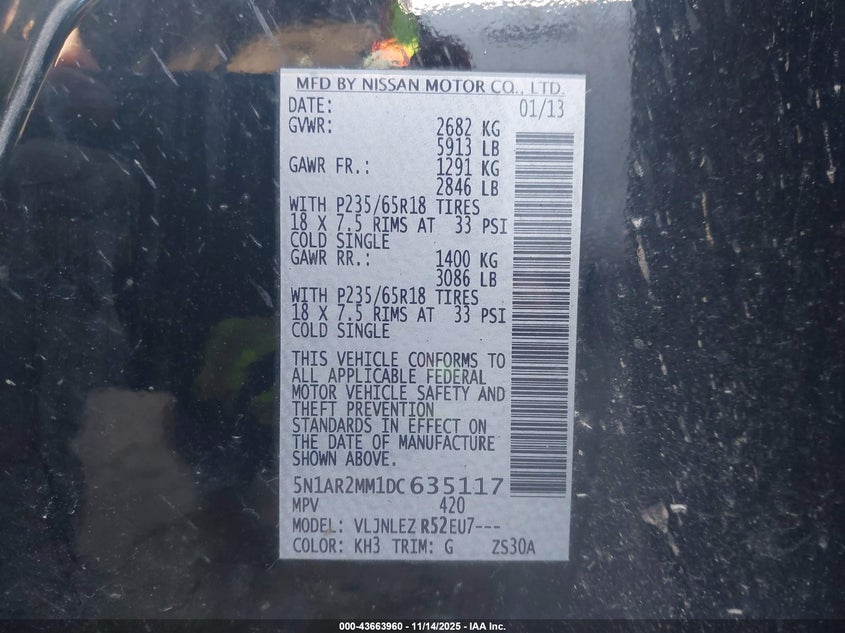 MFD BY NISSAN MOTOR CO., LTD.
DATE: 01/13
GVWR: 2682 KG
5913 LB
GAWR FR.: 1291 KG
2846 LB
WITH P235/65R18 TIRES
18 X 7.5 RIMS AT 33 PSI
COLD SINGLE
GAWR RR.: 1400 KG
3086 LB
WITH P235/65R18 TIRES
18 X 7.5 RIMS AT 33 PSI
COLD SINGLE
THIS VEHICLE CONFORMS TO
ALL APPLICABLE FEDERAL
MOTOR VEHICLE SAFETY AND
THEFT PREVENTION
STANDARDS IN EFFECT ON
THE DATE OF MANUFACTURE
SHOWN ABOVE.
5N1AR2MM1DC635117
MPV 420
MODEL: VLJNLEZ R52EU7---
COLOR: KH3 TRIM: G ZS30A
000-43663960 - 11/14/2025 - IAA Inc.